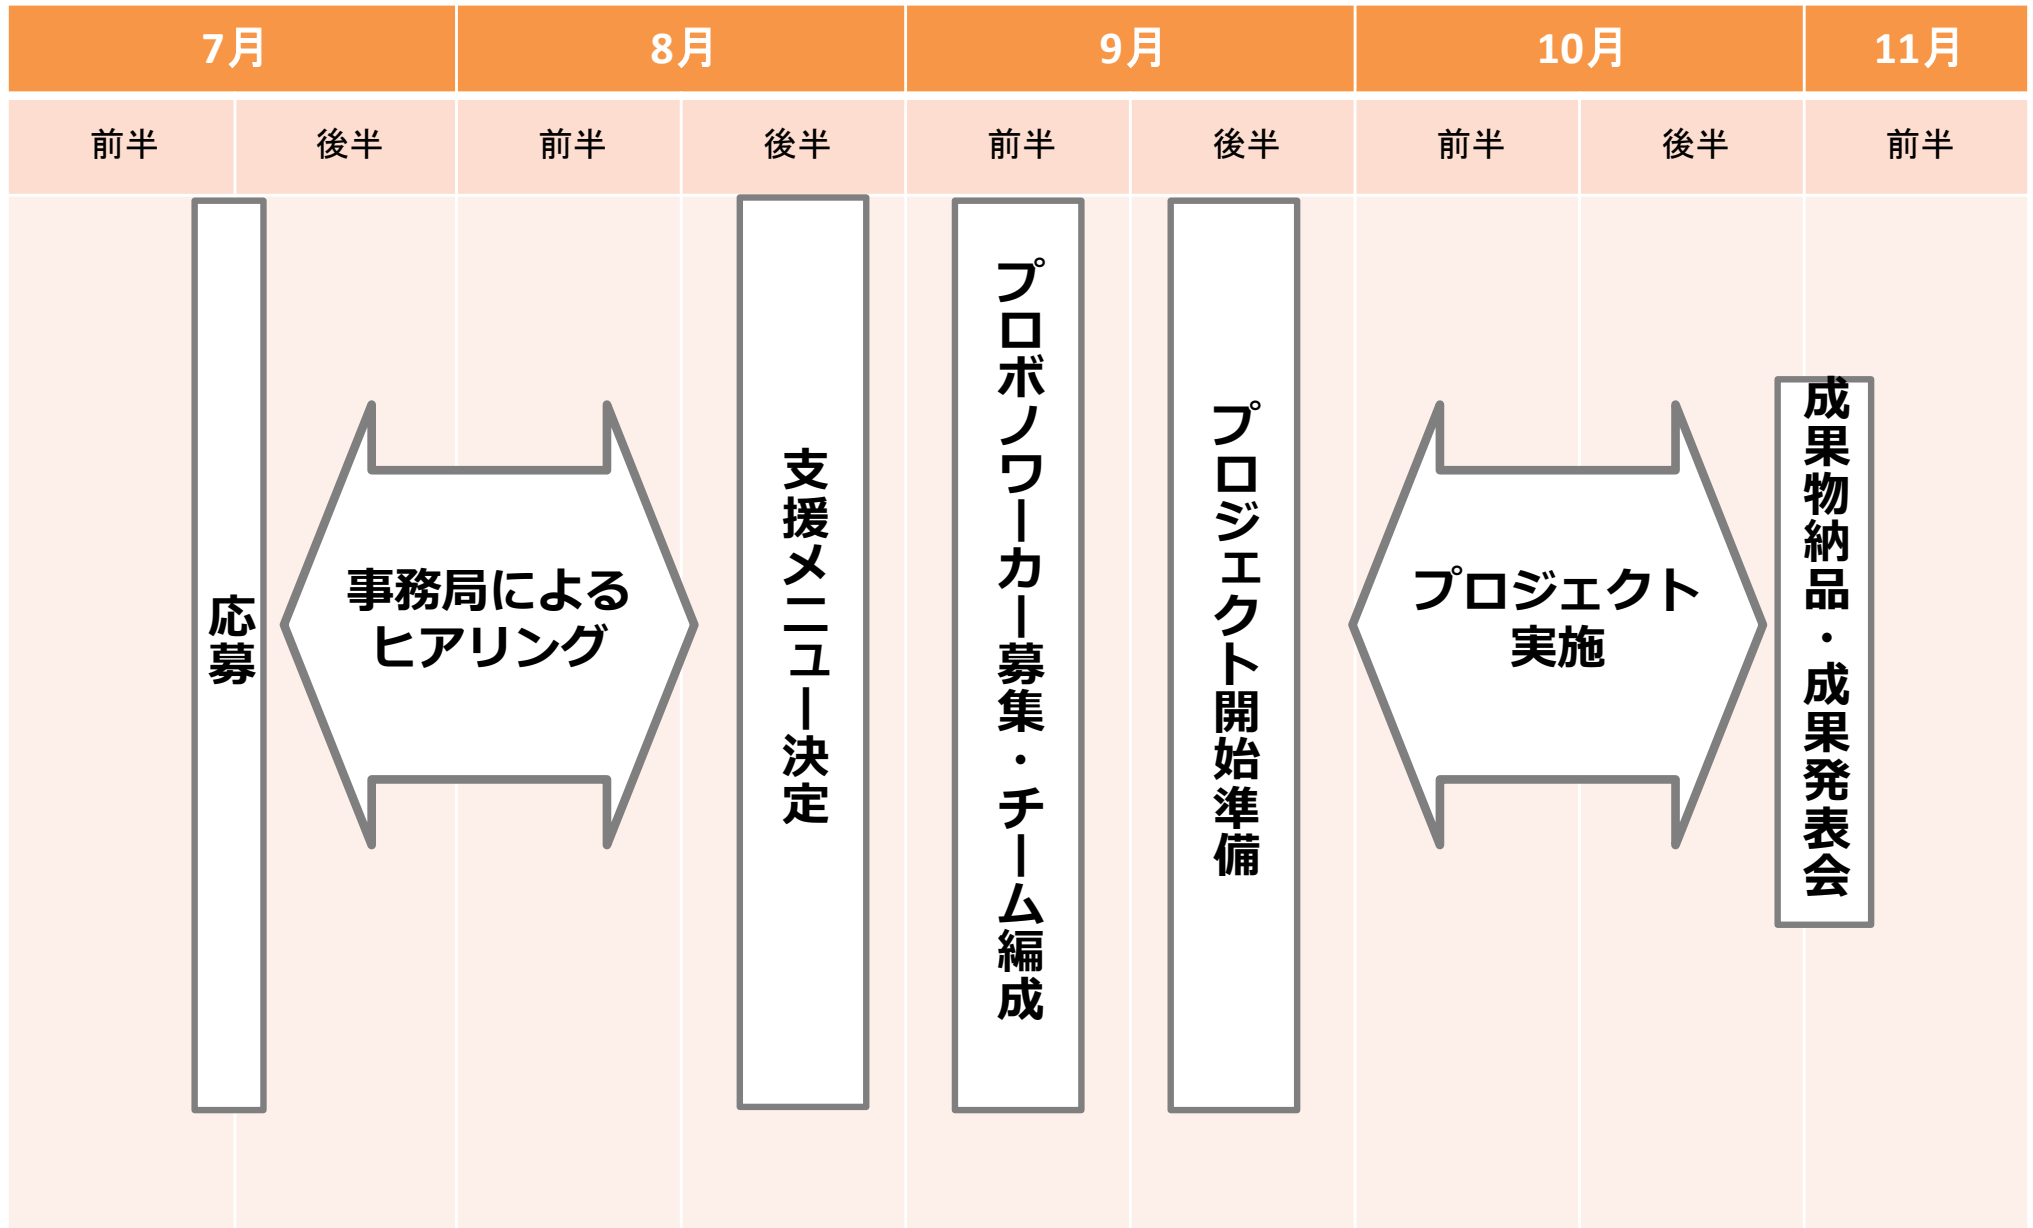 7月 8月 9月 10月 11月
前半 後半 前半 後半 前半 後半 前半 後半 前半
応募
事務局による
ヒアリング
支援メニュー決定
プロボノワーカー募集・チーム編成
プロジェクト開始準備
プロジェクト
実施
成果物納品・成果発表会